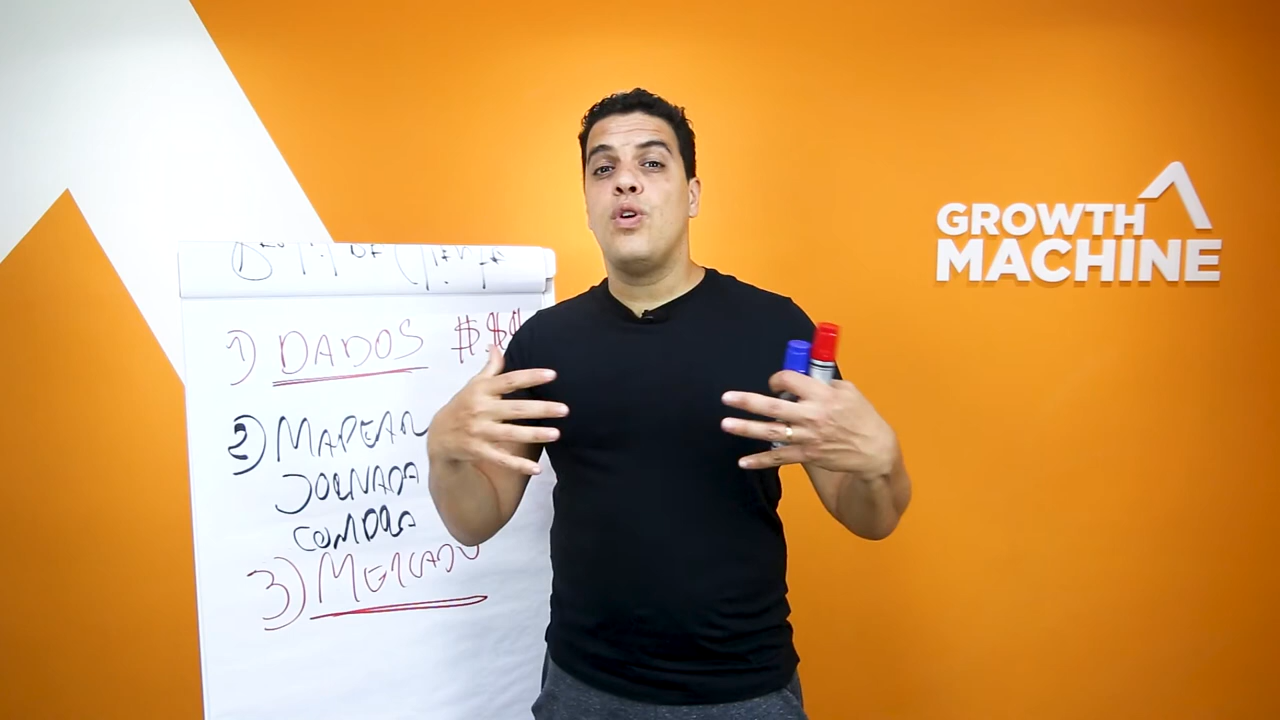 1) DADOS $$$
2) MAPEAR
JORNADA
COMPRA
3) MERCADO
GROWTH
MACHINE